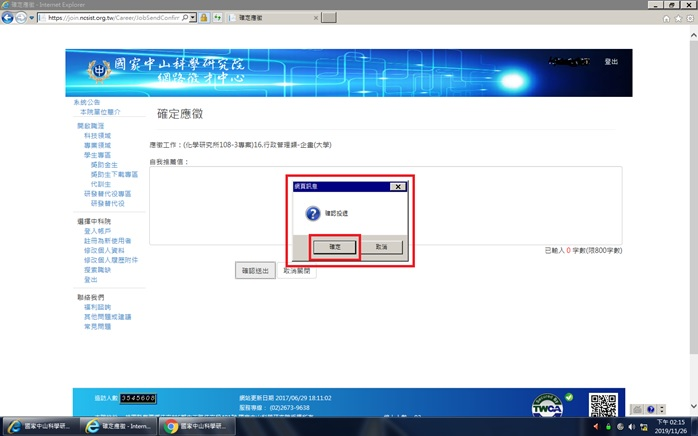 確定應徵 - Internet Explorer
https://join.ncsist.org.tw/Career/JobSendConfirm
確定應徵
國家中山科學研究院
網路徵才中心
登出
系統公告
本院單位簡介
開啟職涯
科技領域
專業領域
學生專區
獎助金生
獎助生下載專區
代訓生
研發替代役專區
研發替代役
選擇中科院
登入帳戶
註冊為新使用者
修改個人資料
修改個人履歷附件
搜索職缺
登出
聯絡我們
福利諮詢
其他問題或建議
常見問題
確定應徵
應徵工作：(化學研究所108-3專案)16.行政管理類-企畫(大學)
自我推薦信：
網頁訊息
確認投遞
確定
取消
已輸入 0 字數(限800字數)
確認送出
取消關閉
造訪人數
3545608
網站更新日期 2017/06/29 18:11:02
服務專線： (02)2673-9638
TWCA
國家中山科學研...
確定應徵 - Intern...
國家中山科學研...
下午 02:15
2019/11/26